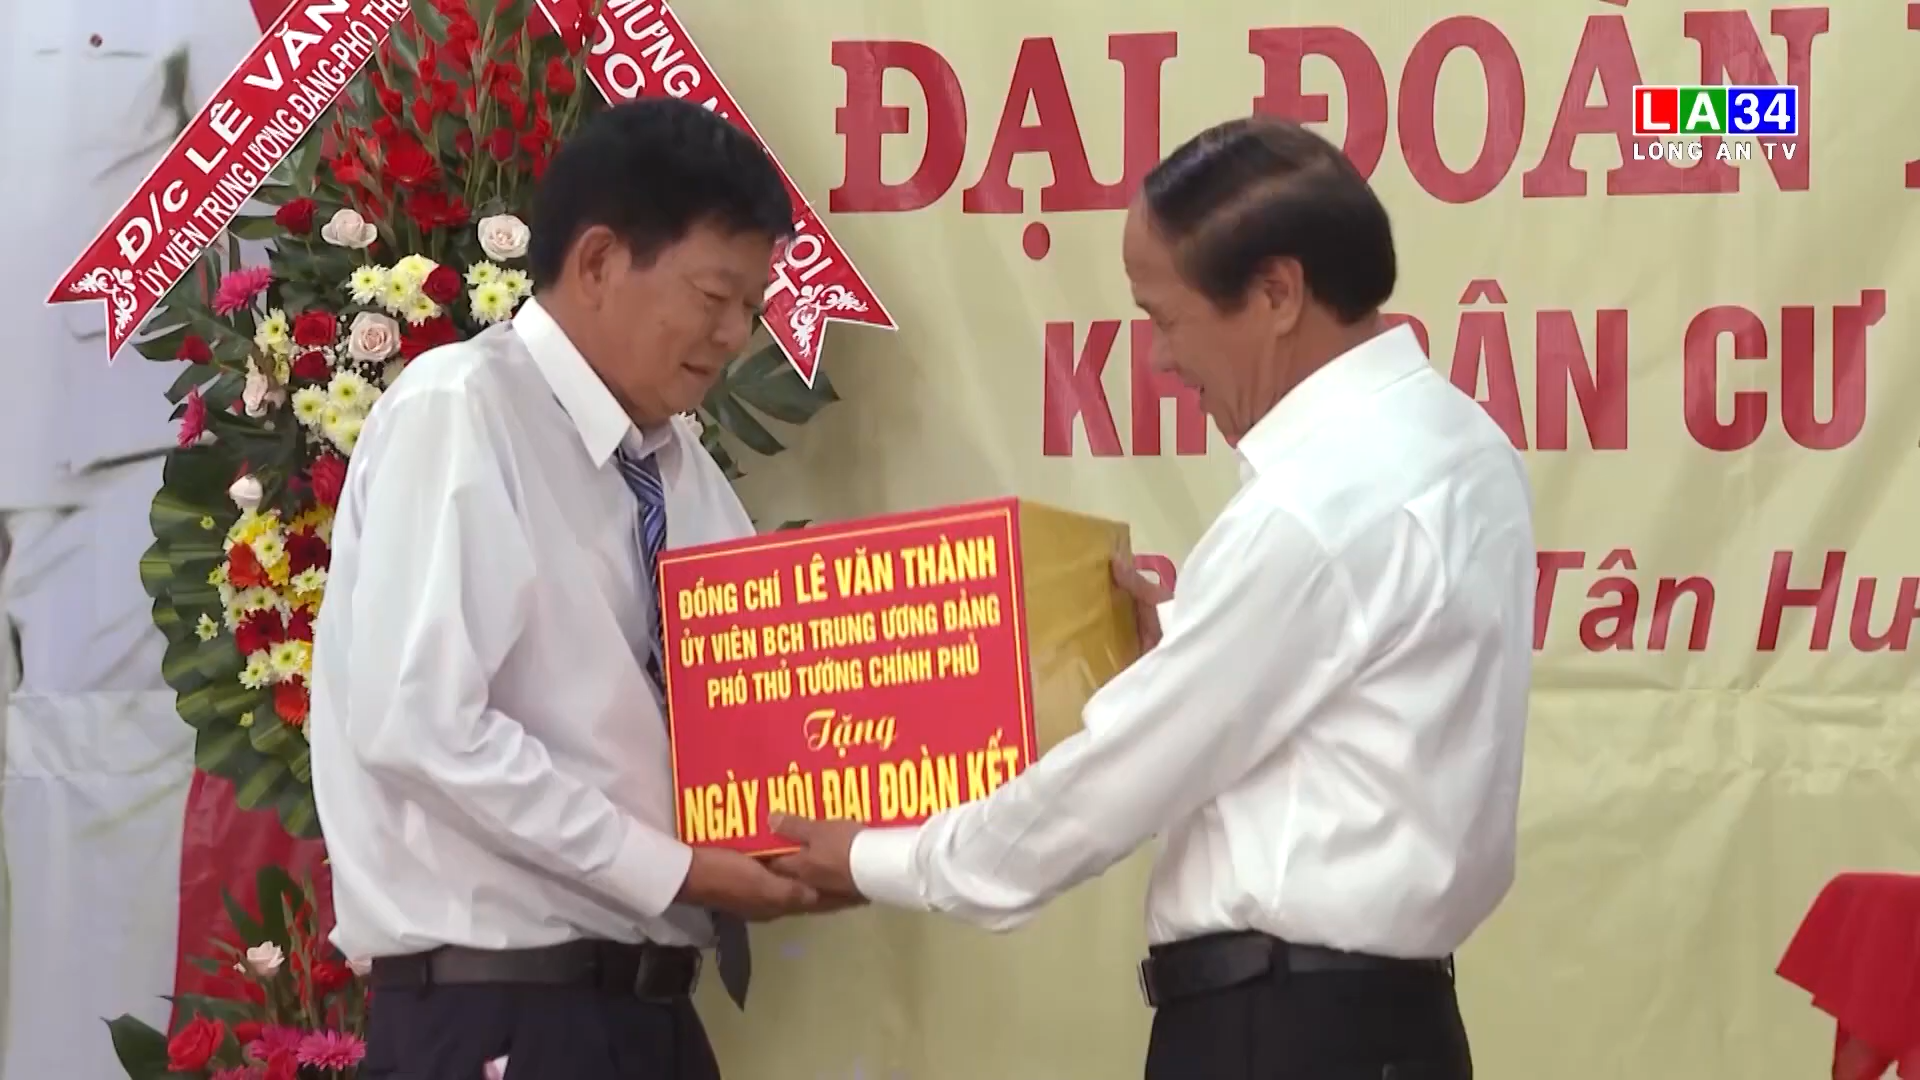 Đ/c LÊ VĂN
ỦY VIÊN TRUNG ƯƠNG ĐẢNG-PHÓ THỦ
MỪNG
ĐẠI ĐOÀN
LA34
LONG AN TV
DÂN CƯ
Tân Hư
ĐỒNG CHÍ LÊ VĂN THÀNH
ỦY VIÊN BCH TRUNG ƯƠNG ĐẢNG
PHÓ THỦ TƯỚNG CHÍNH PHỦ
Tặng
NGÀY HỘI ĐẠI ĐOÀN KẾT